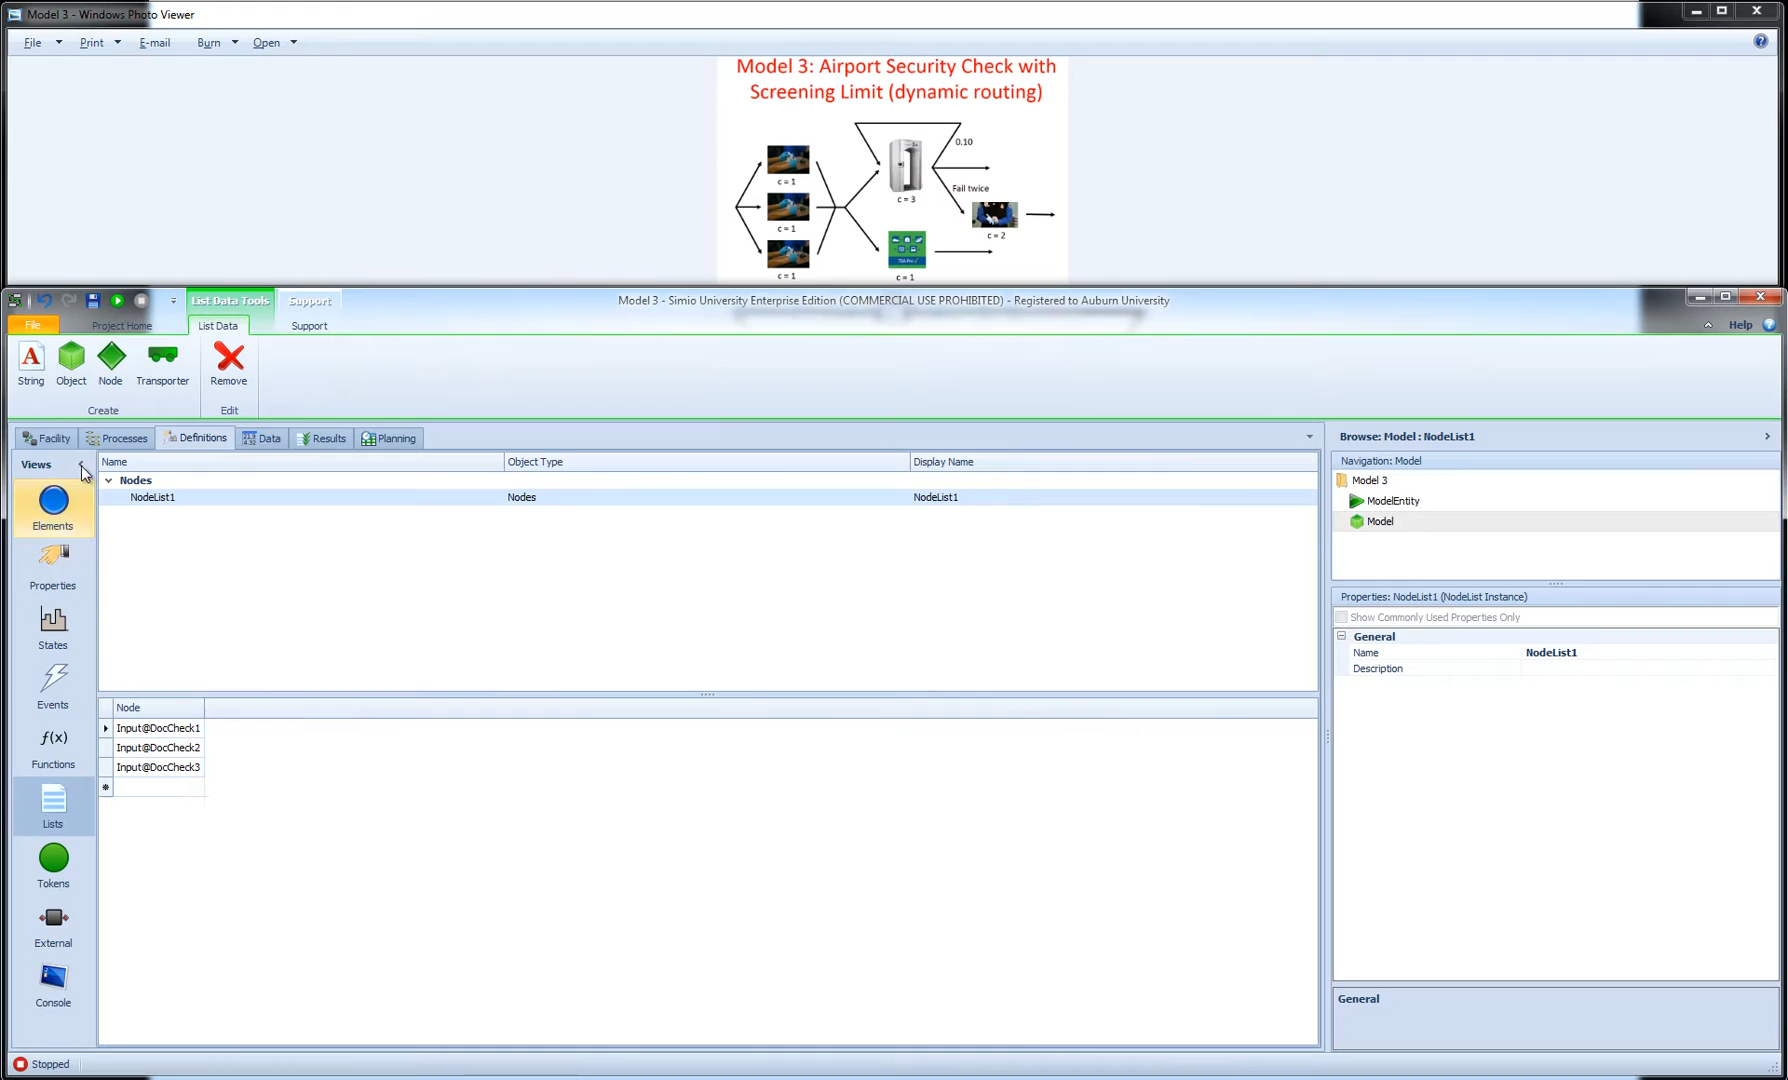 Model 3 - Windows Photo Viewer
File Print E-mail Burn Open
Model 3: Airport Security Check with
Screening Limit (dynamic routing)
0.10
c = 1
Fail twice
c = 3
c = 1
c = 2
TSA Pre✓
c = 1
c = 1
List Data Tools Support Model 3 - Simio University Enterprise Edition (COMMERCIAL USE PROHIBITED) - Registered to Auburn University
File Project Home List Data Support Help
String Object Node Transporter Remove
Create Edit
Facility Processes Definitions Data Results Planning Browse: Model : NodeList1
Views Name Object Type Display Name Navigation: Model
Nodes Model 3
NodeList1 Nodes NodeList1 ModelEntity
Elements Model
Properties
Properties: NodeList1 (NodeList Instance)
Show Commonly Used Properties Only
General
States
Name NodeList1
Description
Events
Node
Input@DocCheck1
f(x)
Input@DocCheck2
Functions
Input@DocCheck3
Lists
Tokens
External
Console
General
Stopped